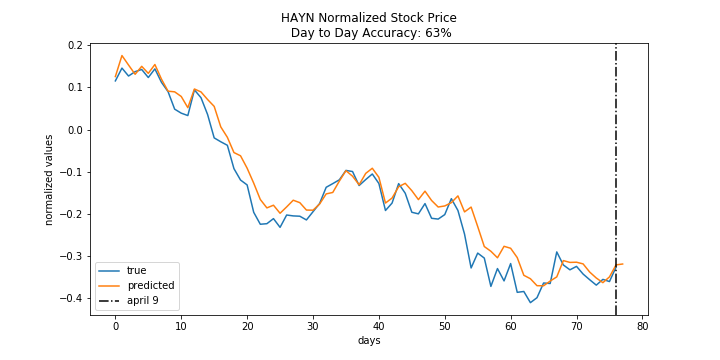 HAYN Normalized Stock Price
Day to Day Accuracy: 63%
0.2
0.1
0.0
−0.1
−0.2
−0.3
−0.4
normalized values
true
predicted
april 9
0 10 20 30 40 50 60 70 80
days